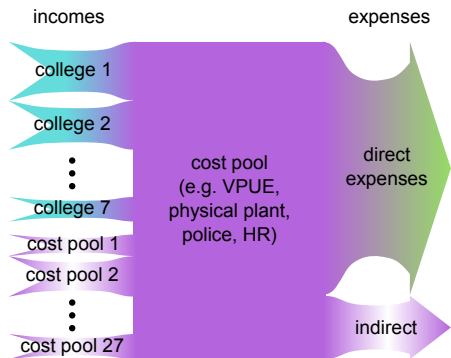 incomes
expenses
college 1
college 2
college 7
cost pool 1
cost pool 2
cost pool 27
cost pool
(e.g. VPUE,
physical plant,
police, HR)
direct
expenses
indirect